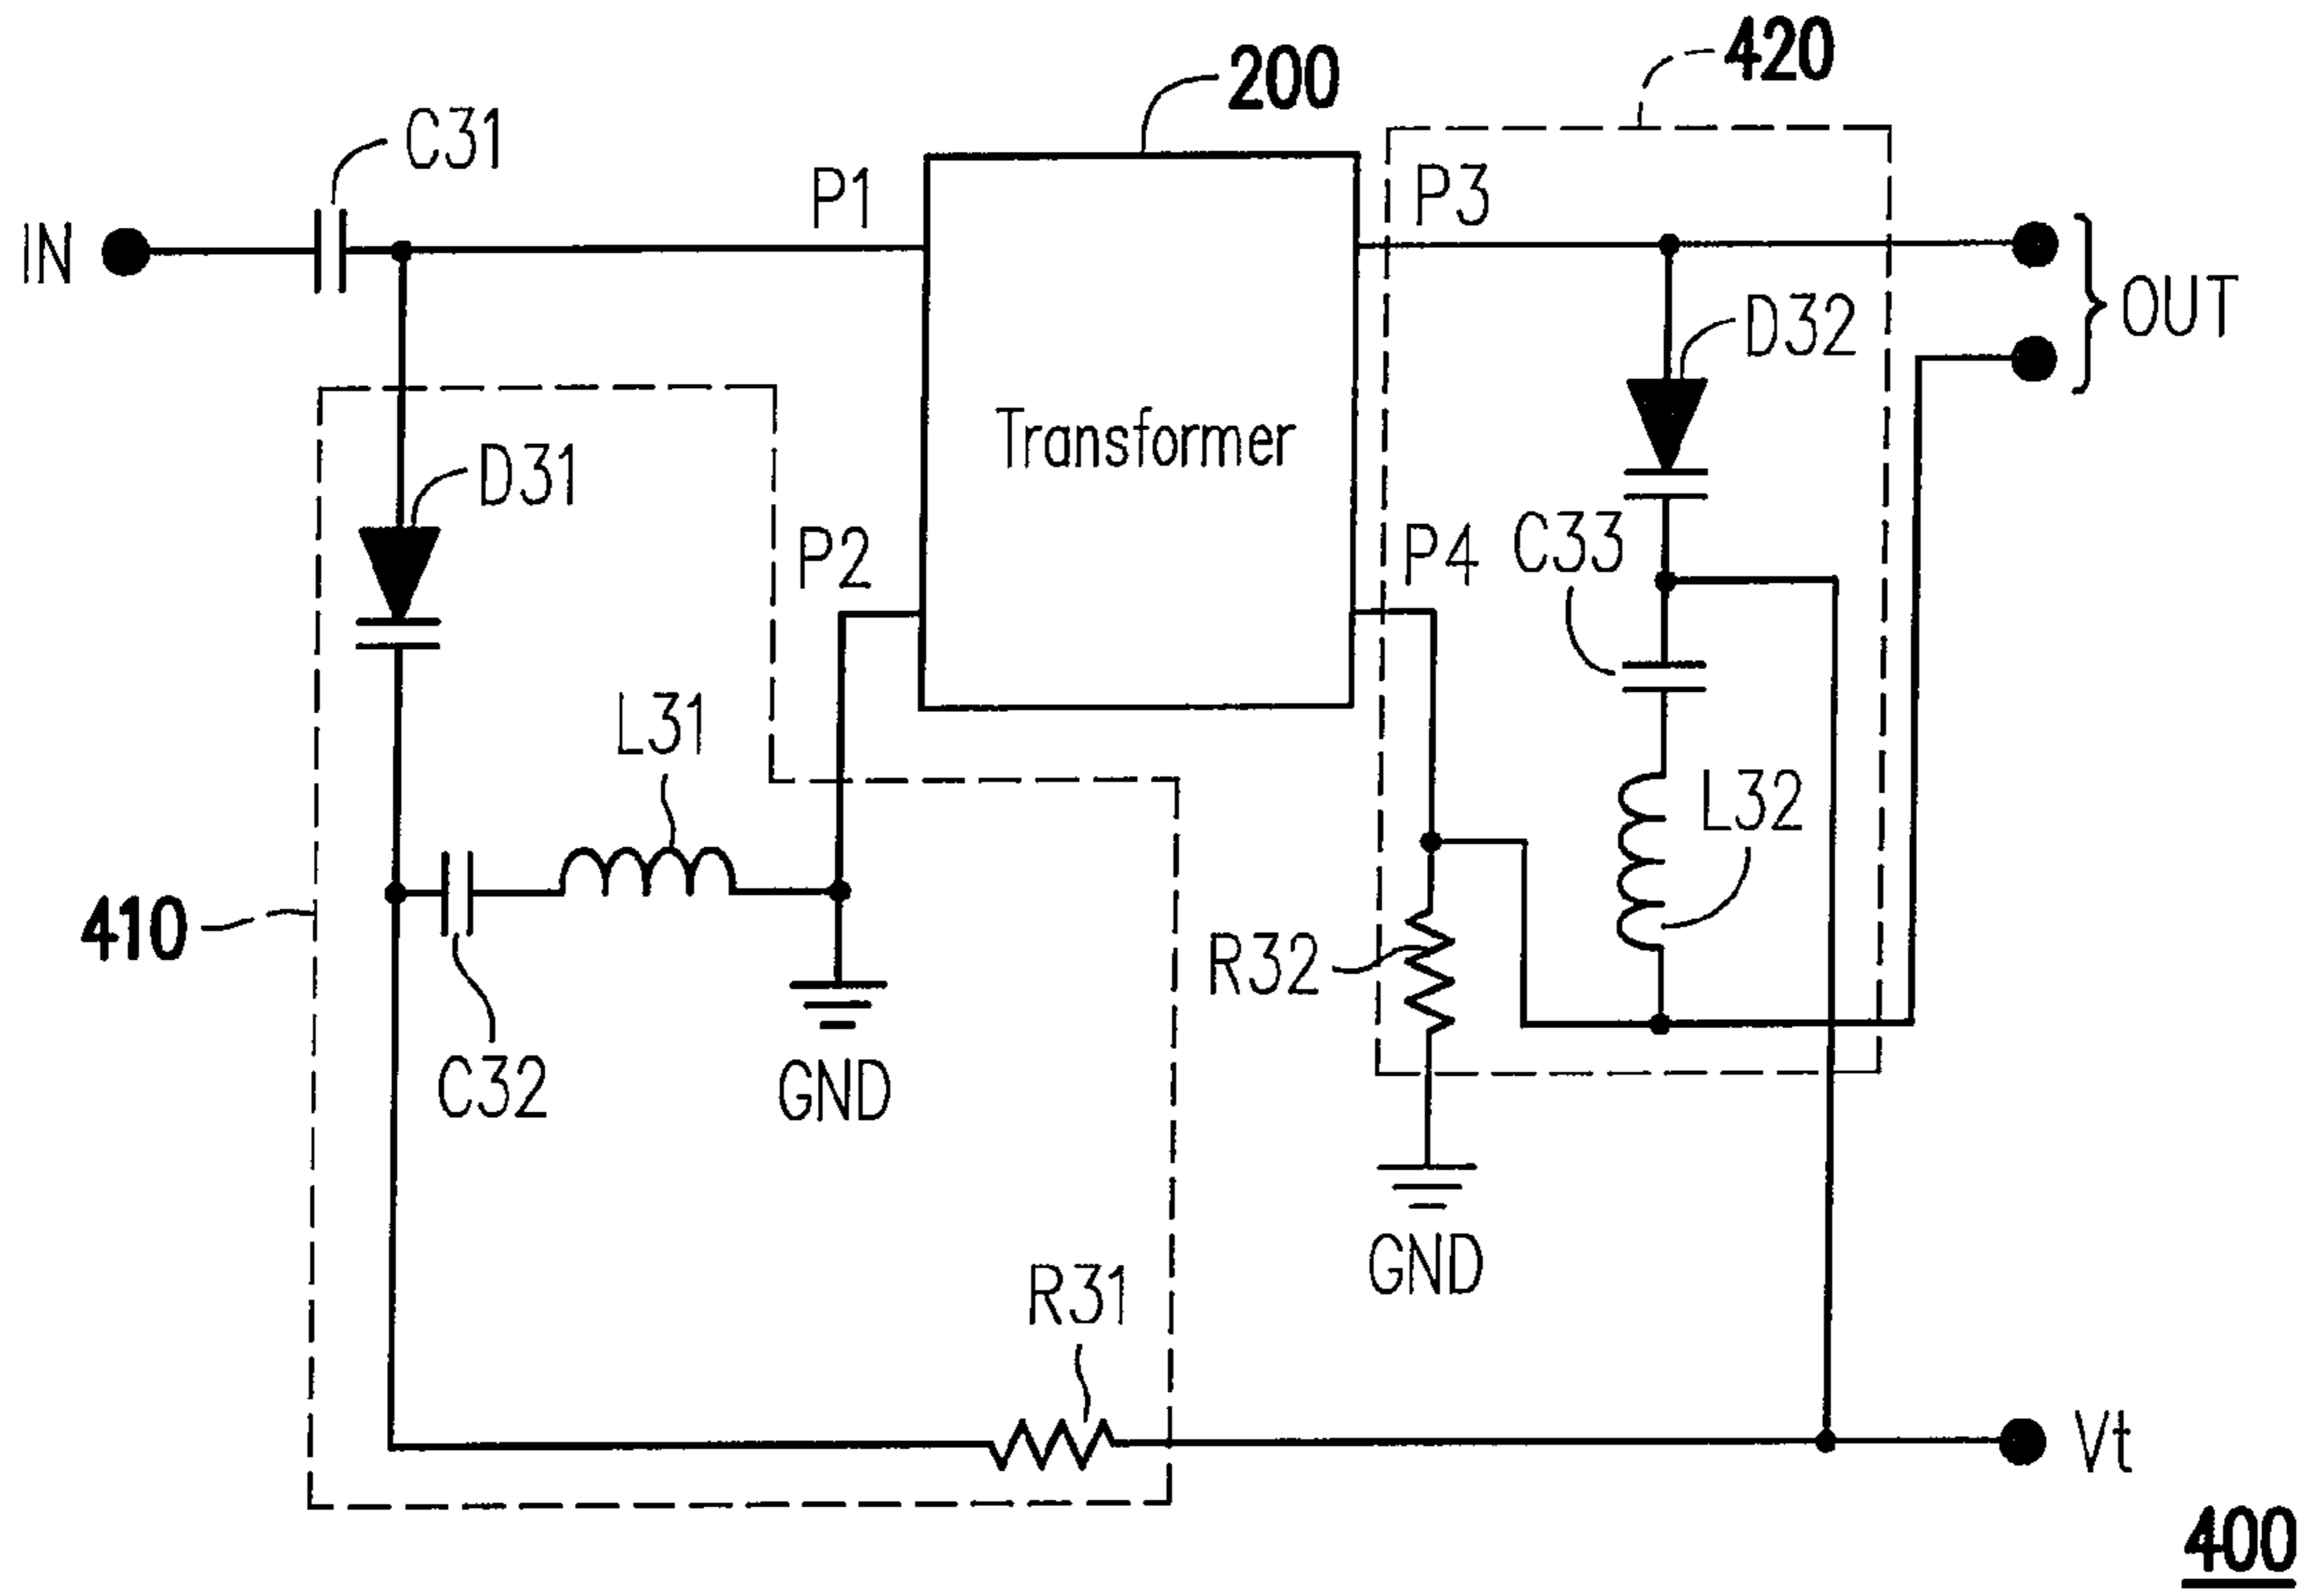 200
420
C31
P1
P3
IN
OUT
D32
Transformer
D31
P2
P4
C33
L31
L32
410
R32
C32
GND
GND
R31
Vt
400